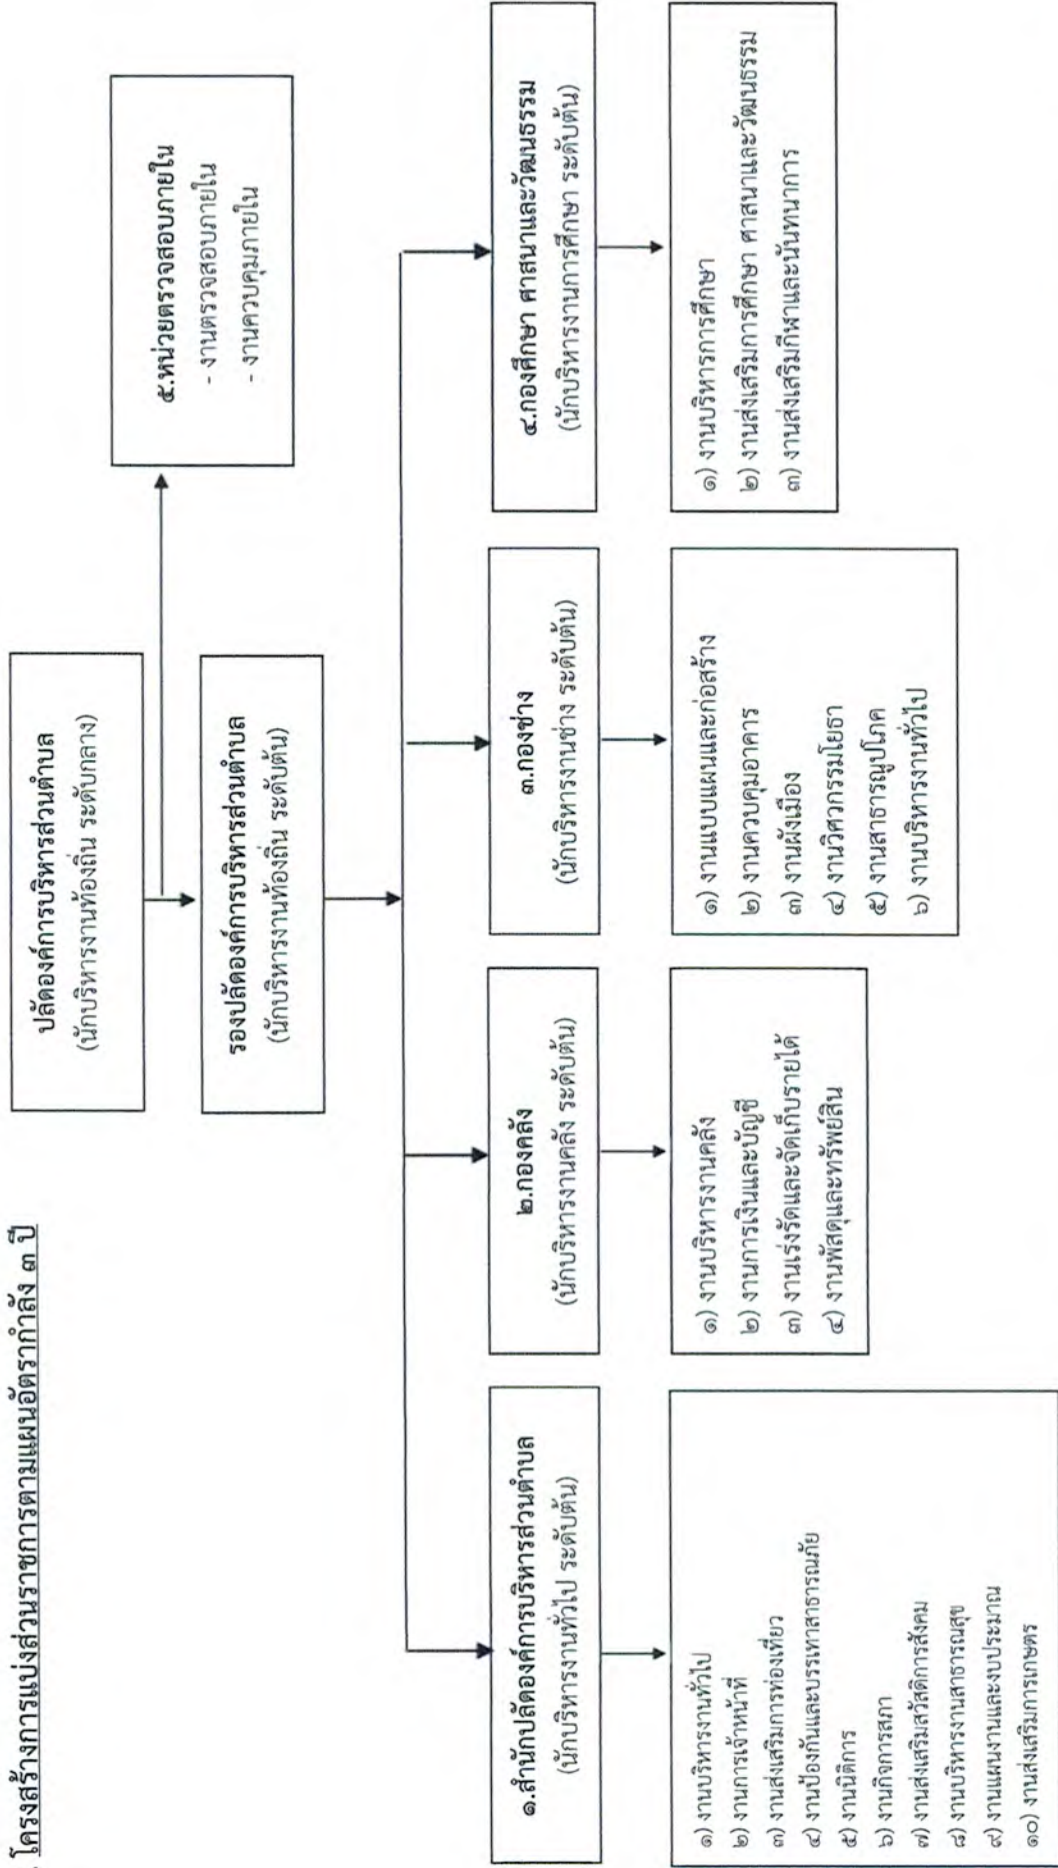 . โครงสร้างการแบ่งส่วนราชการตามแผนอัตรากำลัง ๓ ปี
ปลัดองค์การบริหารส่วนตำบล
(นักบริหารงานท้องถิ่น ระดับกลาง)
๕.หน่วยตรวจสอบภายใน
- งานตรวจสอบภายใน
- งานควบคุมภายใน
รองปลัดองค์การบริหารส่วนตำบล
(นักบริหารงานท้องถิ่น ระดับต้น)
๑.สำนักปลัดองค์การบริหารส่วนตำบล
(นักบริหารงานทั่วไป ระดับต้น)
๑) งานบริหารงานทั่วไป
๒) งานการเจ้าหน้าที่
๓) งานส่งเสริมการท่องเที่ยว
๔) งานป้องกันและบรรเทาสาธารณภัย
๕) งานนิติการ
๖) งานกิจการสภา
๗) งานส่งเสริมสวัสดิการสังคม
๘) งานบริหารงานสาธารณสุข
๙) งานแผนงานและงบประมาณ
๑๐) งานส่งเสริมการเกษตร
๒.กองคลัง
(นักบริหารงานคลัง ระดับต้น)
๑) งานบริหารงานคลัง
๒) งานการเงินและบัญชี
๓) งานเร่งรัดและจัดเก็บรายได้
๔) งานพัสดุและทรัพย์สิน
๓.กองช่าง
(นักบริหารงานช่าง ระดับต้น)
๑) งานแบบแผนและก่อสร้าง
๒) งานควบคุมอาคาร
๓) งานผังเมือง
๔) งานวิศวกรรมโยธา
๕) งานสาธารณูปโภค
๖) งานบริหารงานทั่วไป
๔.กองศึกษา ศาสนาและวัฒนธรรม
(นักบริหารงานการศึกษา ระดับต้น)
๑) งานบริหารการศึกษา
๒) งานส่งเสริมการศึกษา ศาสนาและวัฒนธรรม
๓) งานส่งเสริมกีฬาและนันทนาการ